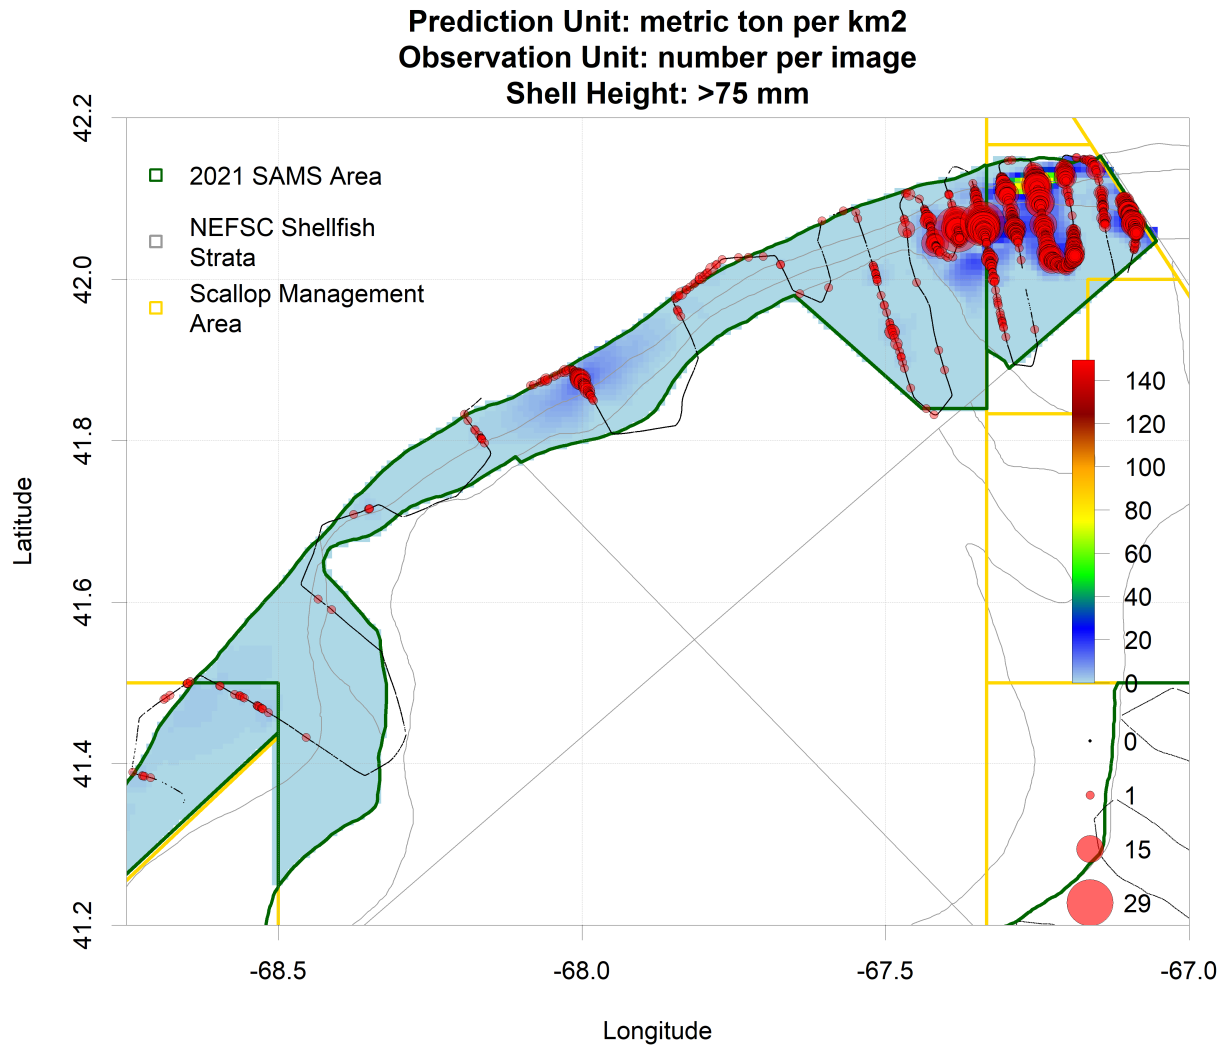 Prediction Unit: metric ton per km2
Observation Unit: number per image
Shell Height: >75 mm
42.2
42.0
41.8
41.6
41.4
41.2
Latitude
2021 SAMS Area
NEFSC Shellfish
Strata
Scallop Management
Area
140
120
100
80
60
40
20
0
0
1
15
29
-68.5
-68.0
-67.5
-67.0
Longitude